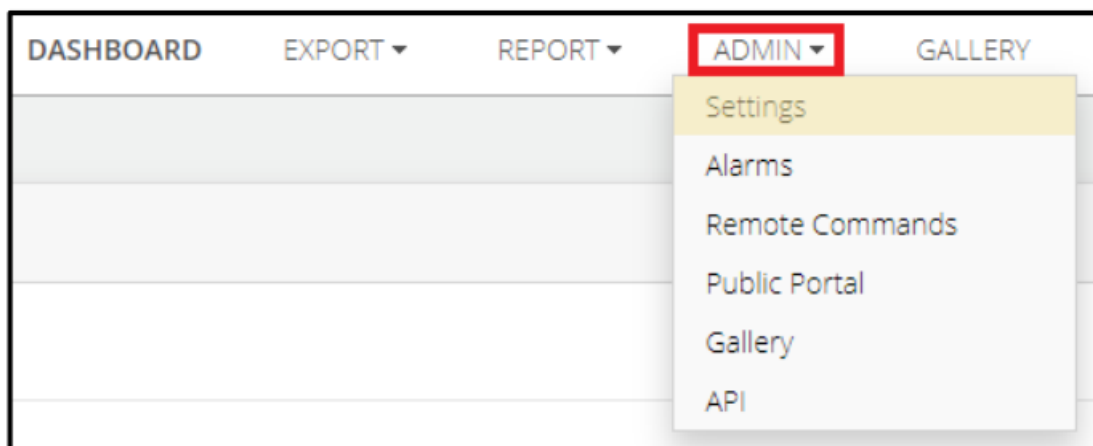 DASHBOARD EXPORT REPORT ADMIN GALLERY
Settings
Alarms
Remote Commands
Public Portal
Gallery
API